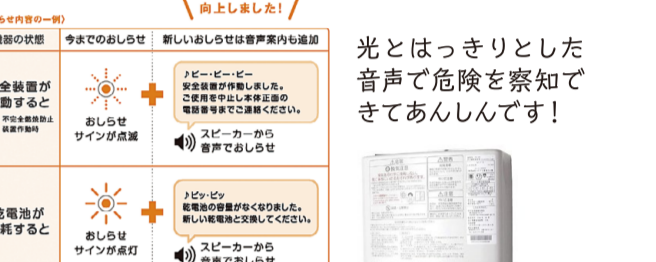 向上しました！
らせ内容の一例〉
機器の状態
今までのおしらせ
新しいおしらせは音声案内も追加
全装置が
動すると
不完全燃焼防止
装置作動時
おしらせ
サインが点滅
♪ピー・ピー・ピー
安全装置が作動しました。
ご使用を中止し本体正面の
電話番号までご連絡ください。
スピーカーから
音声でおしらせ
乾電池が
耗すると
おしらせ
サインが点灯
♪ピッ・ピッ
乾電池の容量がなくなりました。
新しい乾電池と交換してください。
スピーカーから
音声でおしらせ
光とはっきりとした
音声で危険を察知で
きてあんしんです！